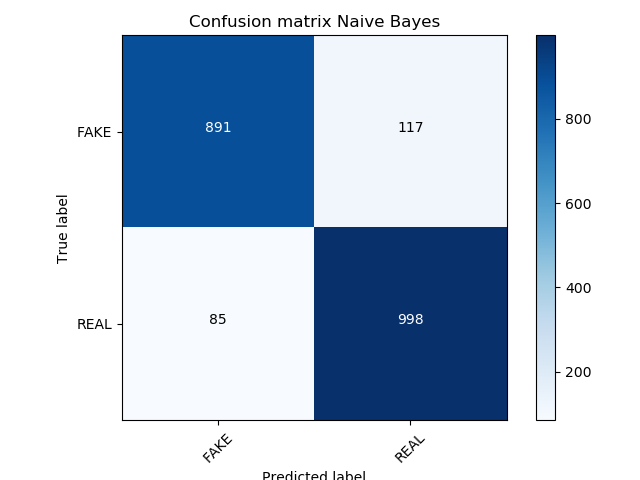 Confusion matrix Naive Bayes
FAKE
891
117
800
600
True label
400
REAL
85
998
200
FAKE
REAL
Predicted label